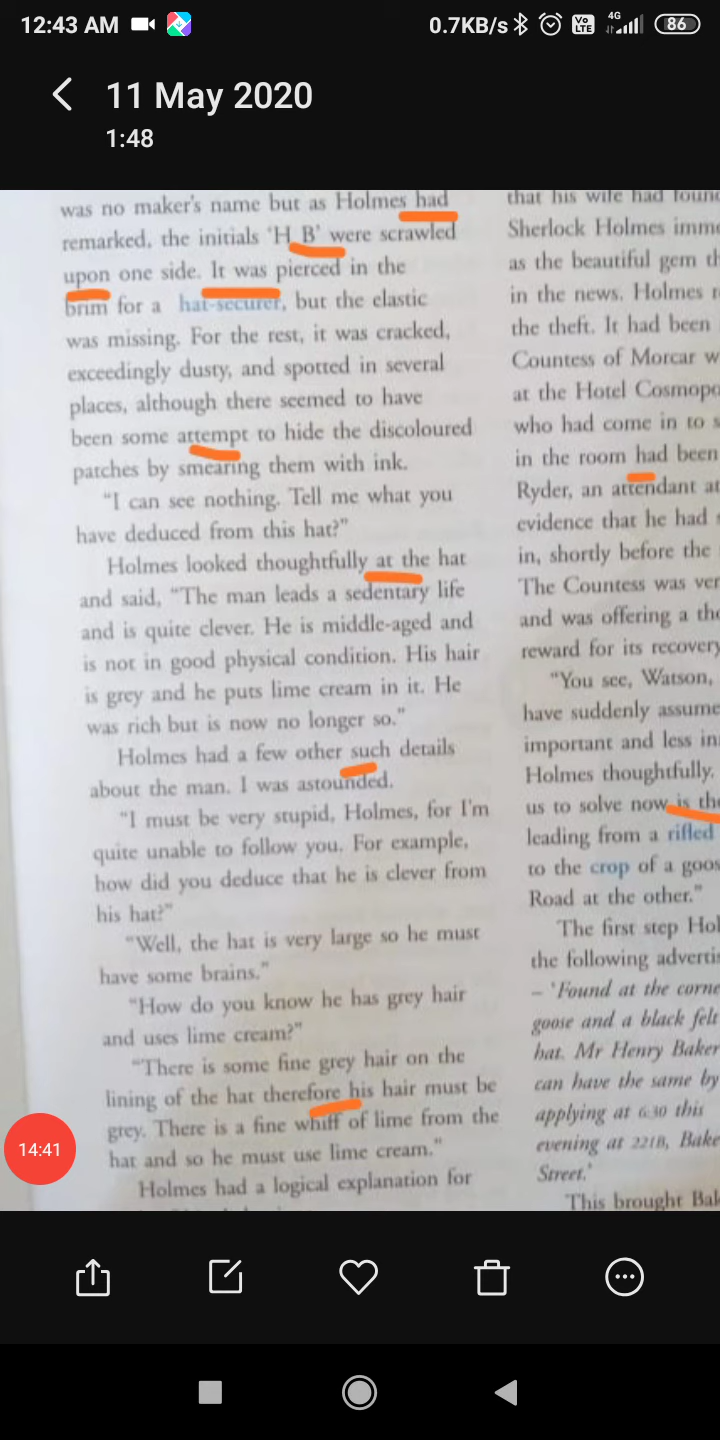 12:43 AM
0.7KB/s
Vo LTE
4G
86
11 May 2020
1:48
was no maker's name but as Holmes had
remarked, the initials 'H B' were scrawled
upon one side. It was pierced in the
brim for a hat-securer, but the elastic
was missing. For the rest, it was cracked,
exceedingly dusty, and spotted in several
places, although there seemed to have
been some attempt to hide the discoloured
patches by smearing them with ink.
"I can see nothing. Tell me what you
have deduced from this hat?"
Holmes looked thoughtfully at the hat
and said, "The man leads a sedentary life
and is quite clever. He is middle-aged and
is not in good physical condition. His hair
is grey and he puts lime cream in it. He
was rich but is now no longer so."
Holmes had a few other such details
about the man. I was astounded.
"I must be very stupid, Holmes, for I'm
quite unable to follow you. For example,
how did you deduce that he is clever from
his hat?"
"Well, the hat is very large so he must
have some brains."
"How do you know he has grey hair
and uses lime cream?"
"There is some fine grey hair on the
lining of the hat therefore his hair must be
grey. There is a fine whiff of lime from the
hat and so he must use lime cream."
Holmes had a logical explanation for
that his wife had
Sherlock Holmes
as the beautiful gem
in the news. Holmes
the theft. It had been
Countess of Morcar
at the Hotel
who had come in to
in the room had been
Ryder, an attendant at
evidence that he had
in, shortly before the
The Countess was
and was offering a
reward for its recovery
"You see, Watson,
have suddenly
important and less
Holmes thoughtfully.
us to solve now is
leading from a rifled
to the crop of a
Road at the other."
The first step
the following
– 'Found at the
goose and a black felt
hat. Mr Henry Baker
can have the same by
applying at 6:30 this
evening at 221B,
Street.'
This brought
14:41